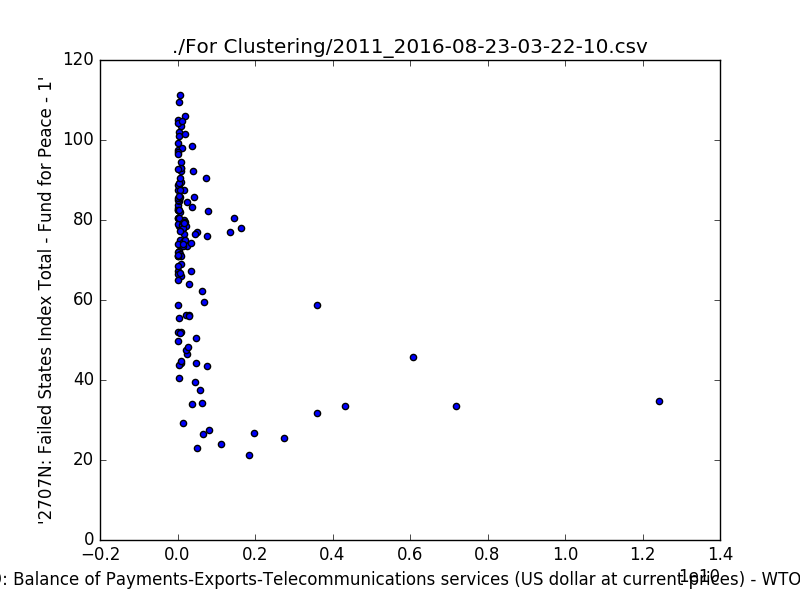 ./For Clustering/2011_2016-08-23-03-22-10.csv
120
100
80
60
40
20
0
'2707N: Failed States Index Total - Fund for Peace - 1'
−0.2 0.0 0.2 0.4 0.6 0.8 1.0 1.2 1.4
1e10
: Balance of Payments-Exports-Telecommunications services (US dollar at current prices) - WTO